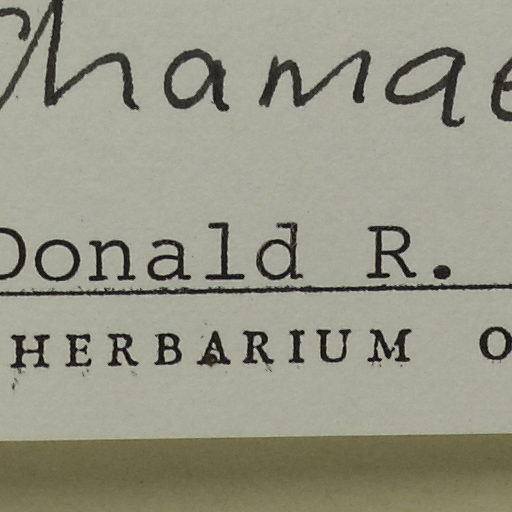 Chamae
Donald R.
HERBARIUM O